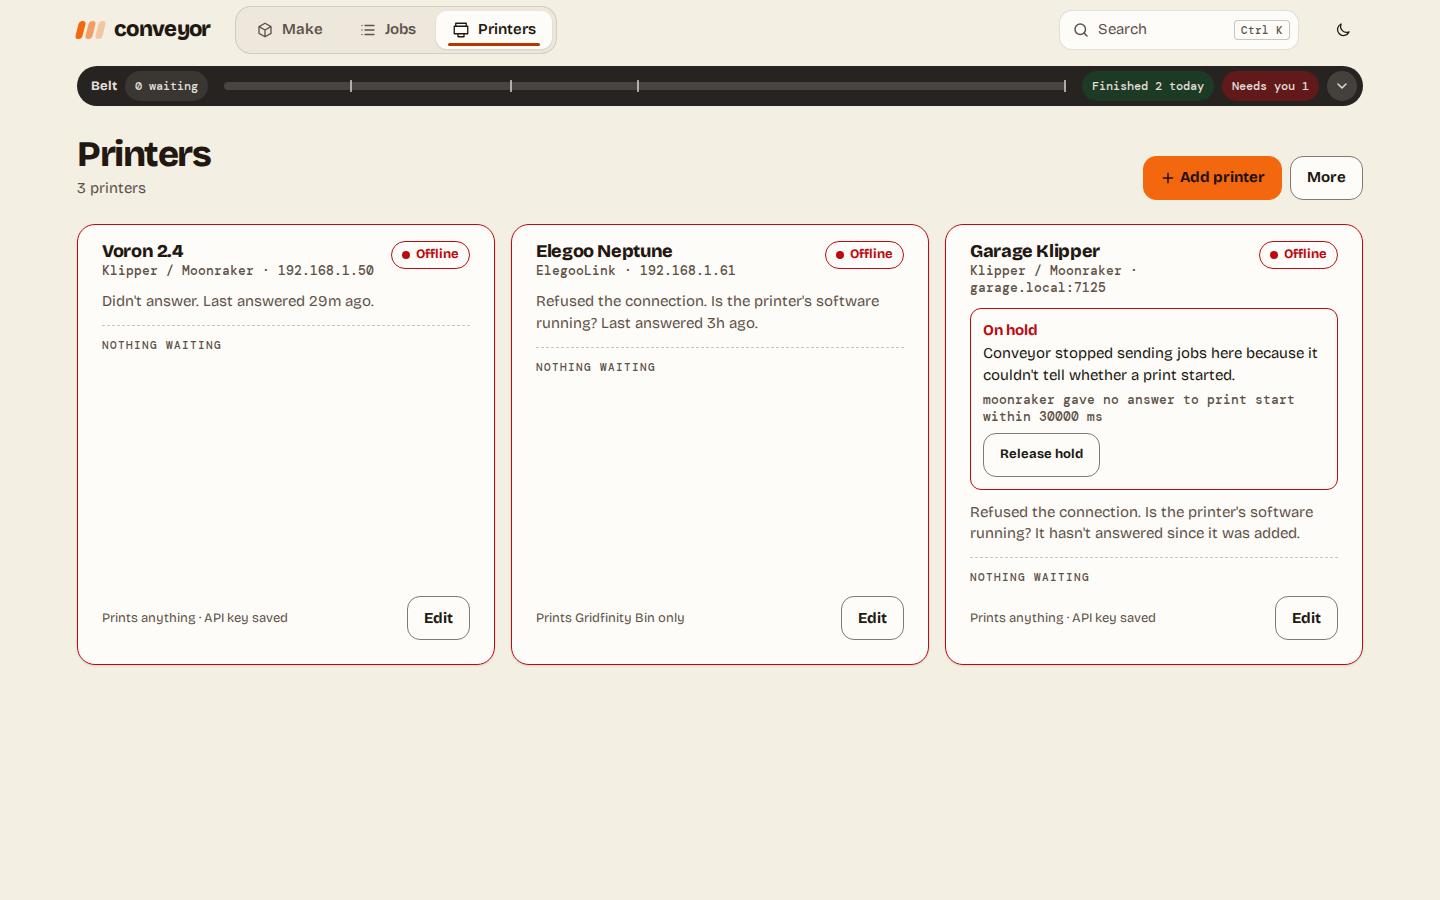 conveyor
Make
Jobs
Printers
Search
Ctrl K
Belt
0 waiting
Finished 2 today
Needs you 1
Printers
3 printers
+ Add printer
More
Voron 2.4
Offline
Klipper / Moonraker · 192.168.1.50
Didn't answer. Last answered 29m ago.
NOTHING WAITING
Prints anything · API key saved
Edit
Elegoo Neptune
Offline
ElegooLink · 192.168.1.61
Refused the connection. Is the printer's software
running? Last answered 3h ago.
NOTHING WAITING
Prints Gridfinity Bin only
Edit
Garage Klipper
Offline
Klipper / Moonraker ·
garage.local:7125
On hold
Conveyor stopped sending jobs here because it
couldn't tell whether a print started.
moonraker gave no answer to print start
within 30000 ms
Release hold
Refused the connection. Is the printer's software
running? It hasn't answered since it was added.
NOTHING WAITING
Prints anything · API key saved
Edit